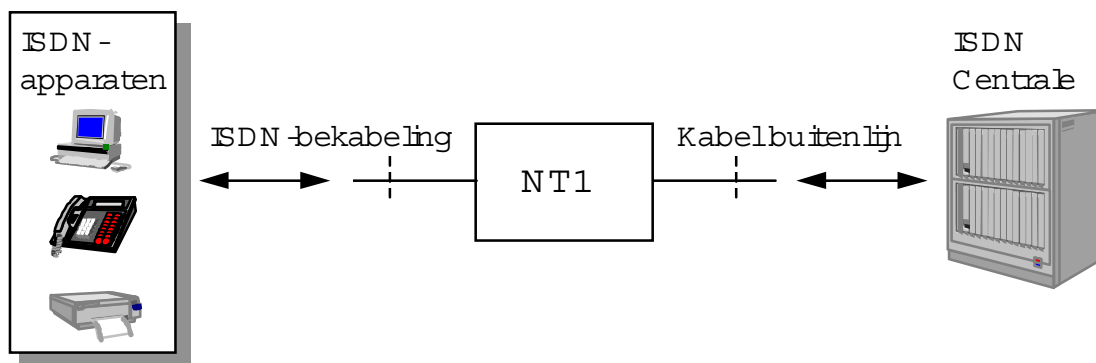 ISDN-
apparaten
ISDN-bekabeling
NT1
Kabelbuitenlijn
ISDN
Centrale